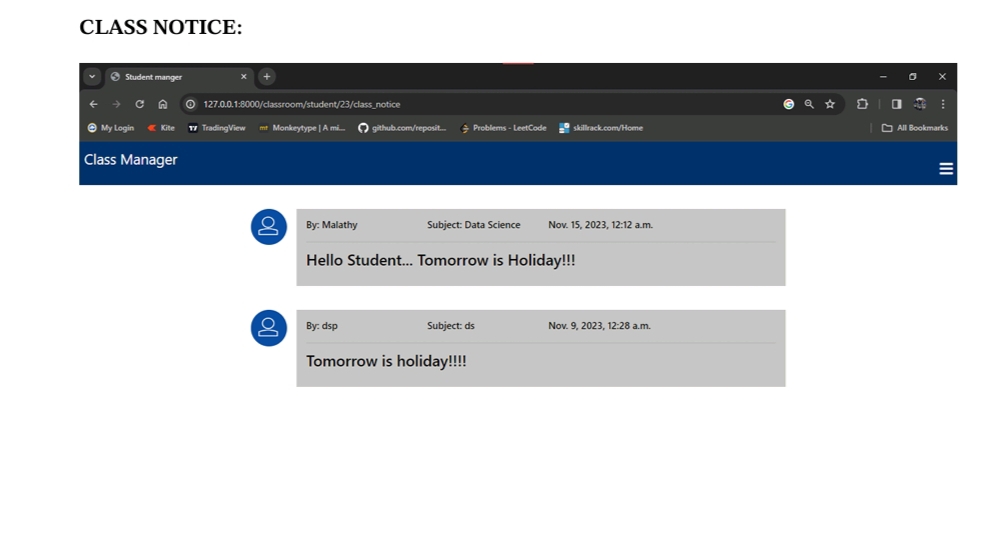 CLASS NOTICE:
Student manger
127.0.0.1:8000/classroom/student/23/class_notice
My Login Kite TradingView Monkeytype | A mi... github.com/reposit... Problems - LeetCode skillrack.com/Home All Bookmarks
Class Manager
By: Malathy Subject: Data Science Nov. 15, 2023, 12:12 a.m.
Hello Student... Tomorrow is Holiday!!!
By: dsp Subject: ds Nov. 9, 2023, 12:28 a.m.
Tomorrow is holiday!!!!